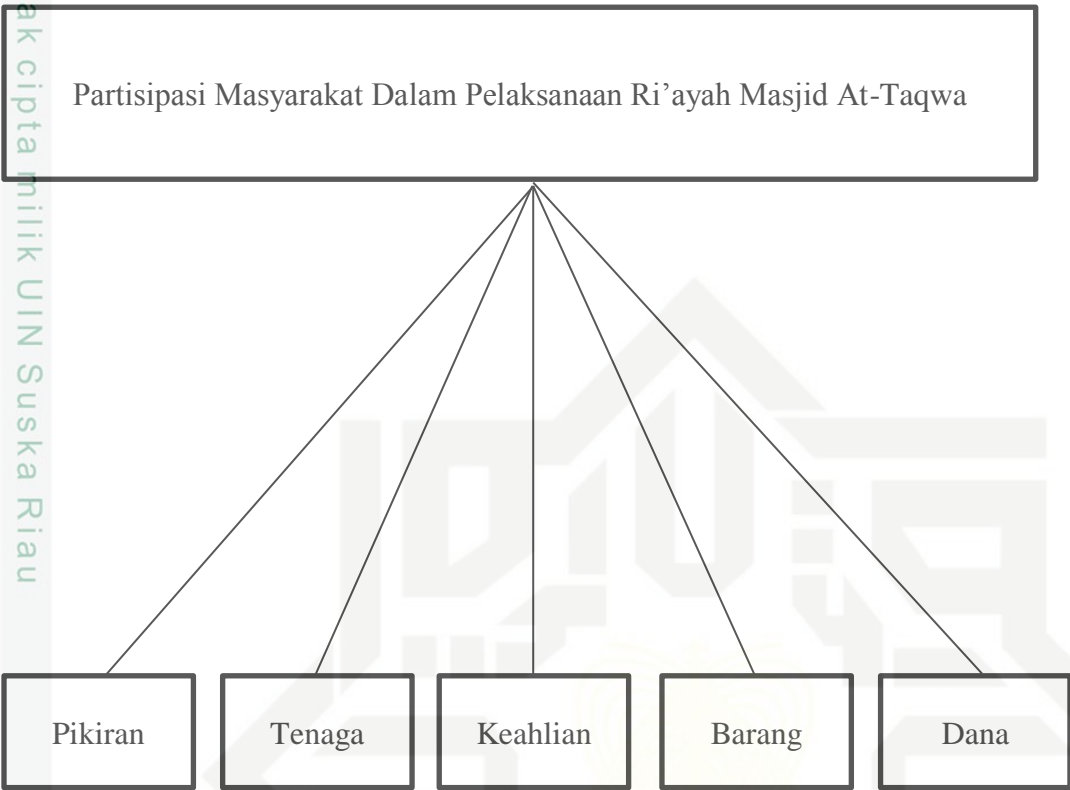 ak cipta milik UIN Suska Riau
Partisipasi Masyarakat Dalam Pelaksanaan Ri’ayah Masjid At-Taqwa
Pikiran
Tenaga
Keahlian
Barang
Dana